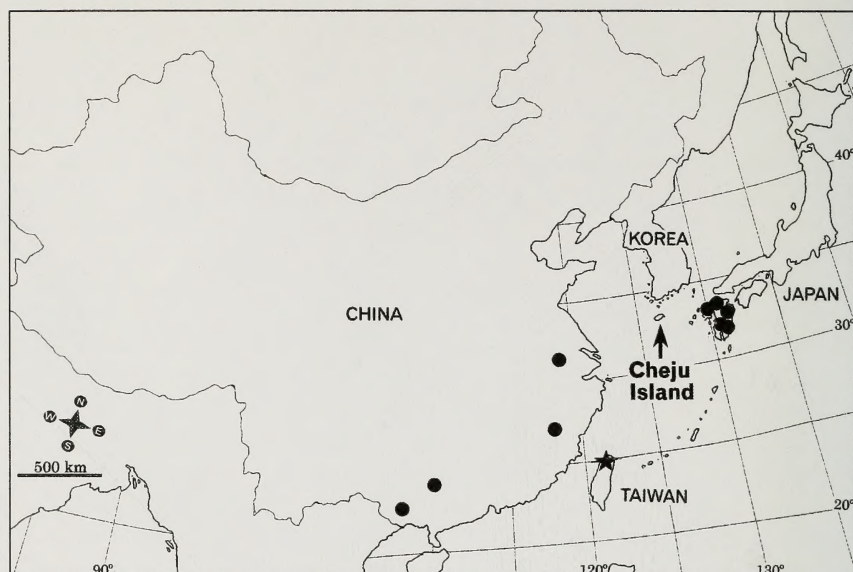 40°
KOREA
JAPAN
CHINA
30°
Cheju
Island
N
W
E
S
500 km
TAIWAN
20°
90°
120°
130°